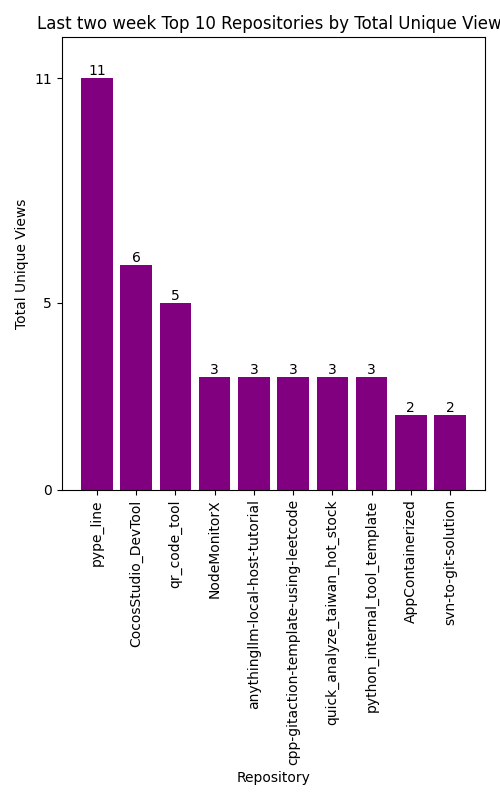 Last two week Top 10 Repositories by Total Unique View
11
5
0
Total Unique Views
11
6
5
3
3
3
3
3
2
2
pype_line
CocosStudio_DevTool
qr_code_tool
NodeMonitorX
anythingllm-local-host-tutorial
cpp-gitaction-template-using-leetcode
quick_analyze_taiwan_hot_stock
python_internal_tool_template
AppContainerized
svn-to-git-solution
Repository